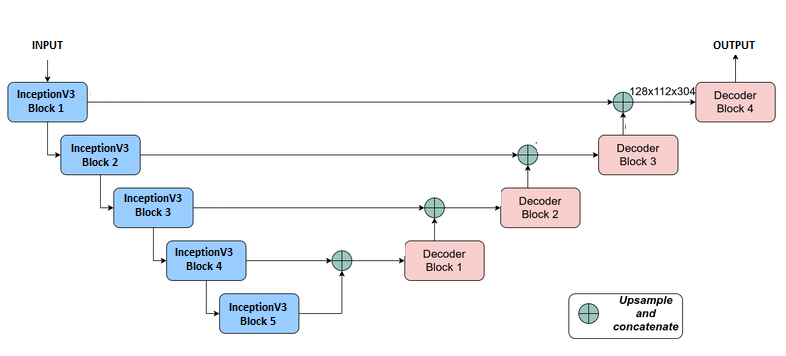 INPUT
OUTPUT
InceptionV3
Block 1
128x112x304
Decoder
Block 4
InceptionV3
Block 2
Decoder
Block 3
InceptionV3
Block 3
Decoder
Block 2
InceptionV3
Block 4
Decoder
Block 1
InceptionV3
Block 5
Upsample
and
concatenate